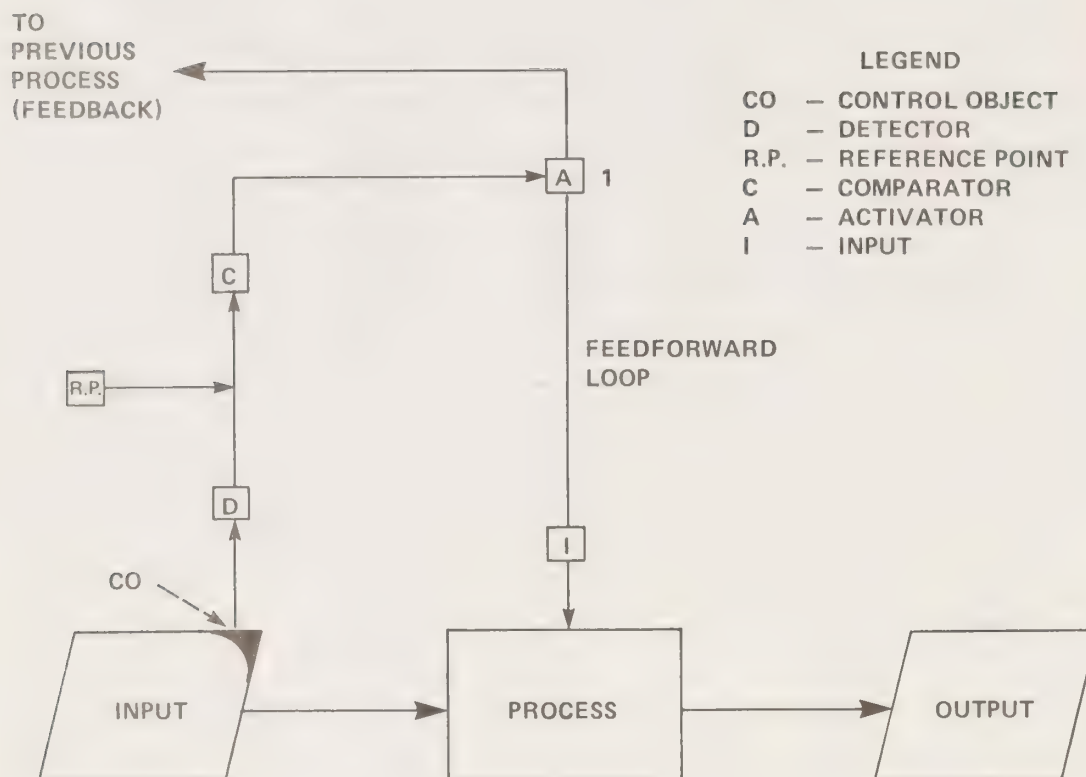 TO
PREVIOUS
PROCESS
(FEEDBACK)
LEGEND
CO – CONTROL OBJECT
D – DETECTOR
R.P. – REFERENCE POINT
C – COMPARATOR
A – ACTIVATOR
I – INPUT
A 1
C
FEEDFORWARD
LOOP
R.P.
D
I
CO
INPUT
PROCESS
OUTPUT